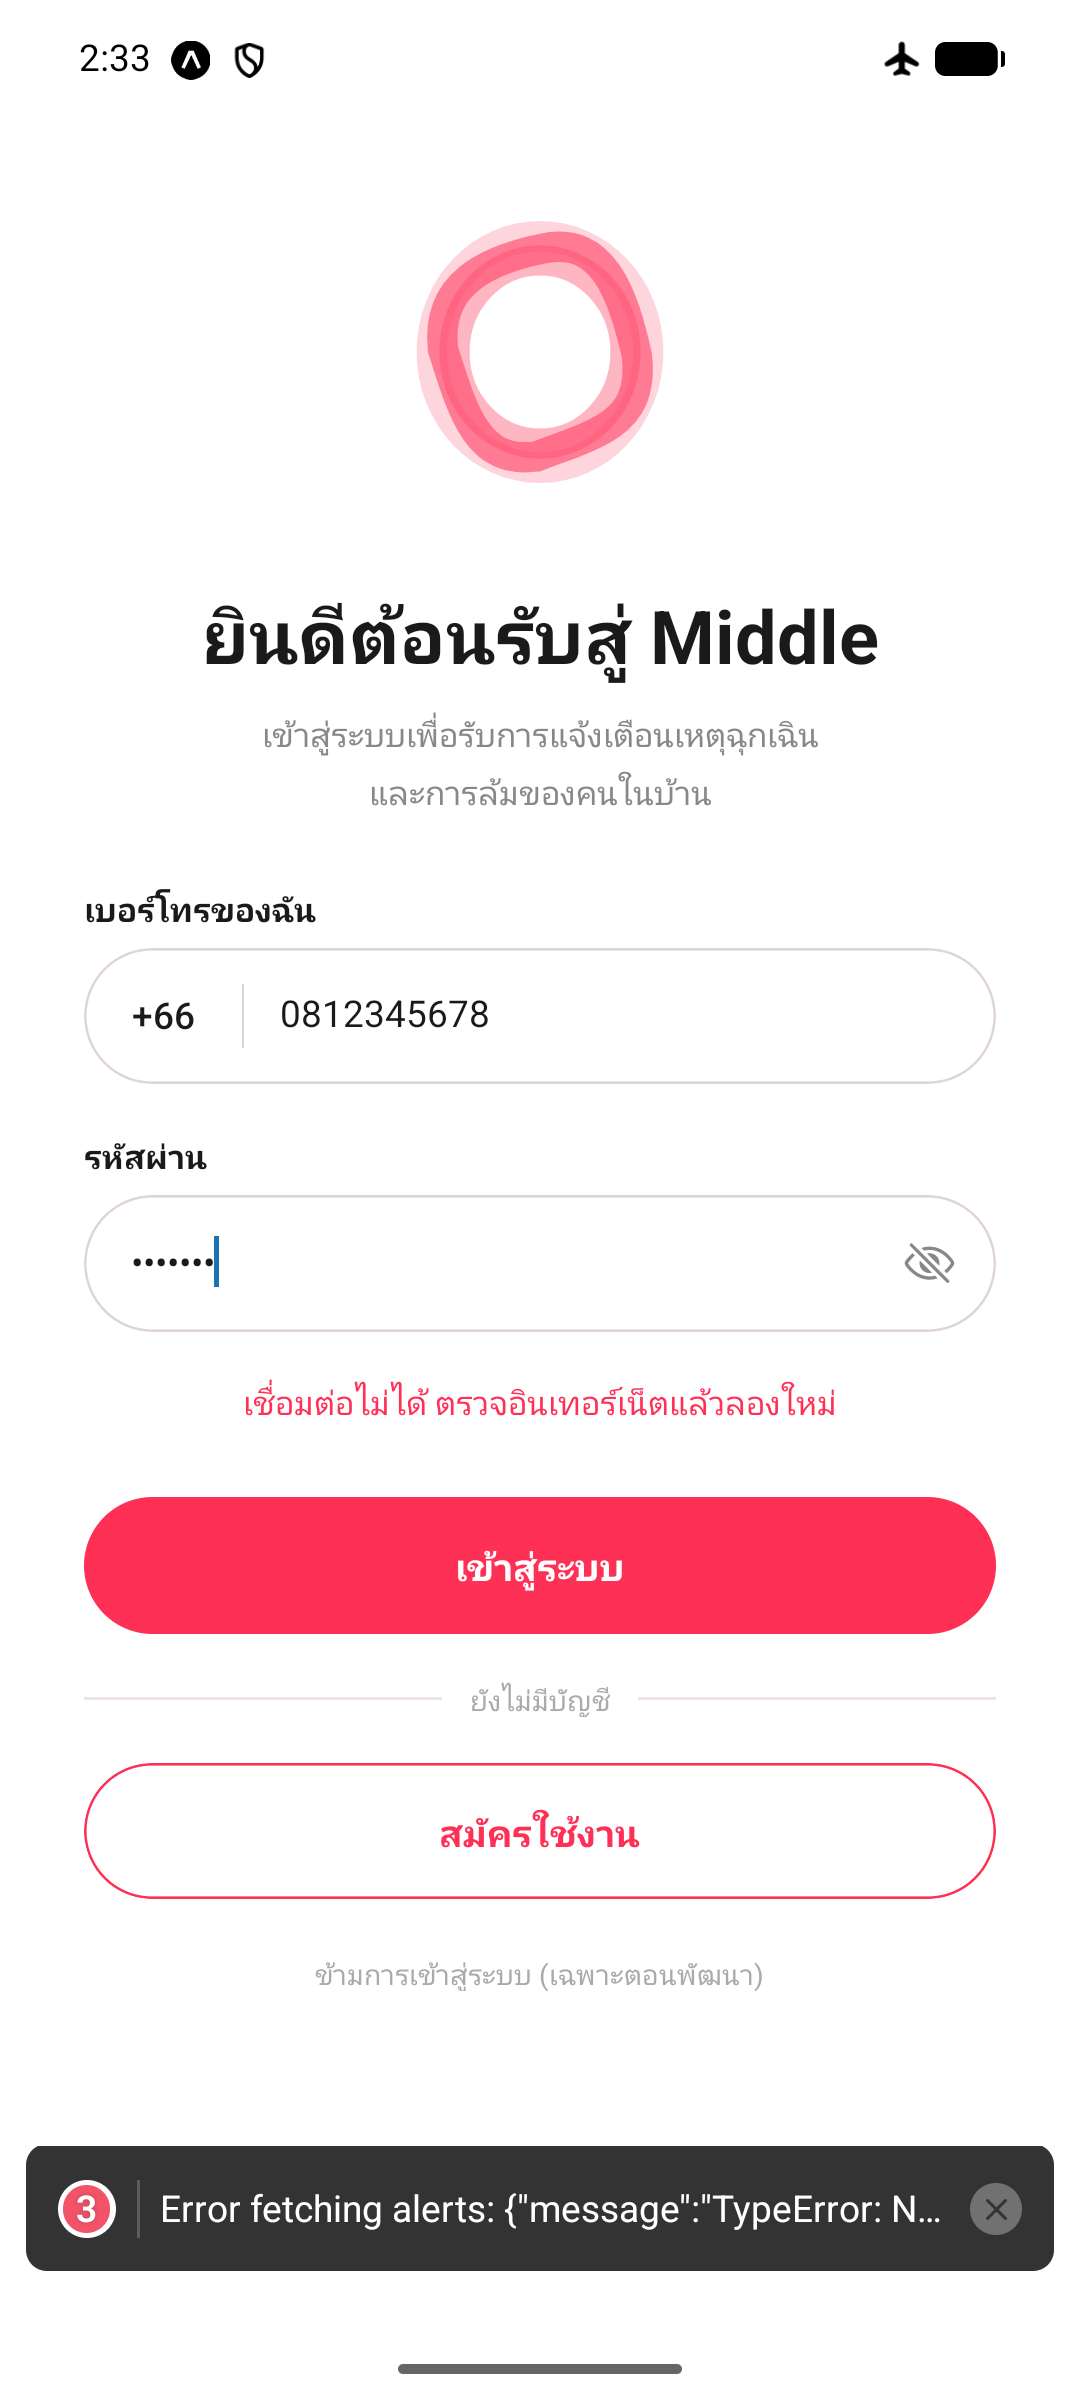 2:33
ยินดีต้อนรับสู่ Middle
เข้าสู่ระบบเพื่อรับการแจ้งเตือนเหตุฉุกเฉิน
และการล้มของคนในบ้าน
เบอร์โทรของฉัน
+66 0812345678
รหัสผ่าน
•••••••
เชื่อมต่อไม่ได้ ตรวจอินเทอร์เน็ตแล้วลองใหม่
เข้าสู่ระบบ
ยังไม่มีบัญชี
สมัครใช้งาน
ข้ามการเข้าสู่ระบบ (เฉพาะตอนพัฒนา)
3 Error fetching alerts: {"message":"TypeError: N...